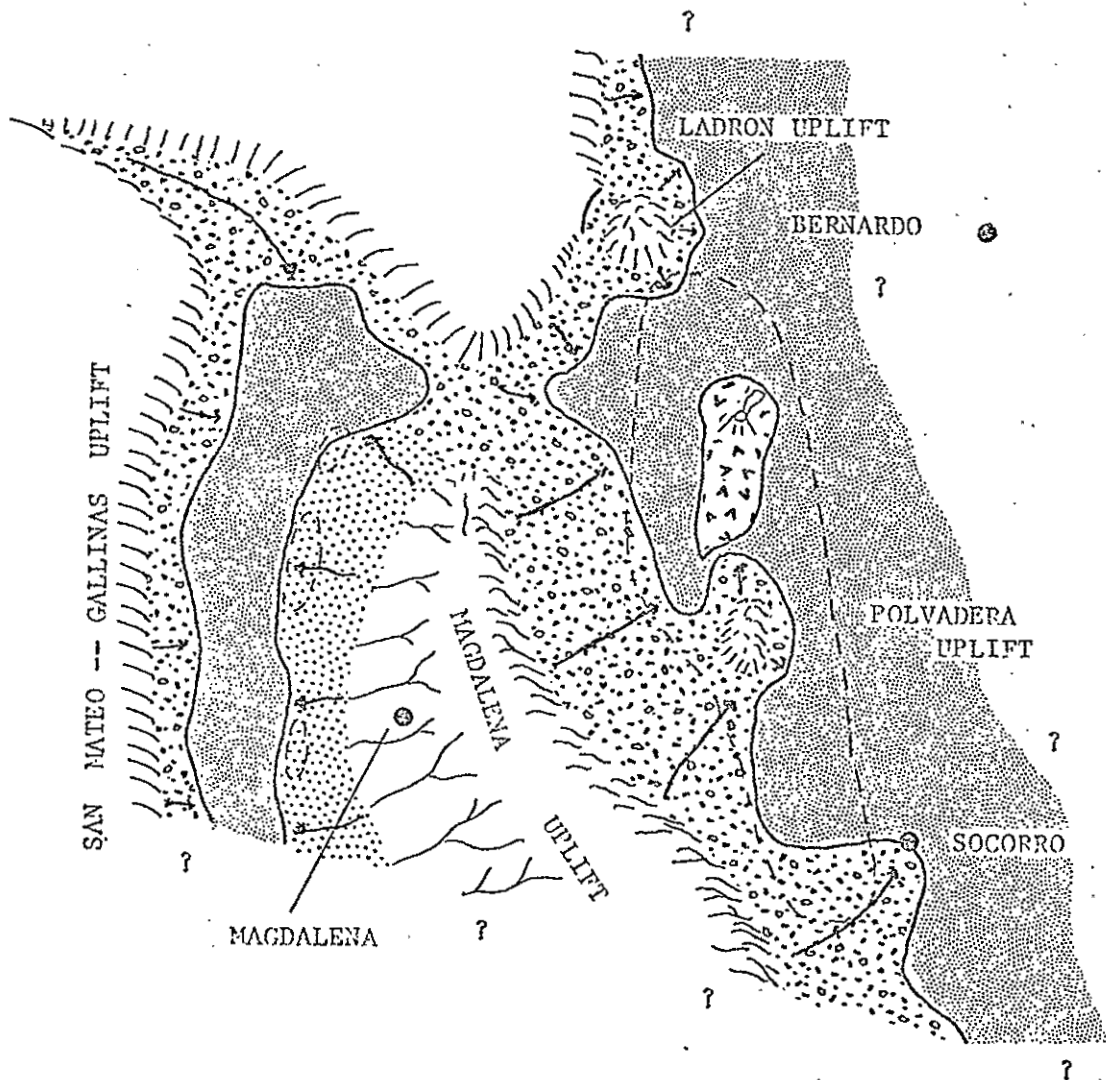 ?
LADRON UPLIFT
BERNARDO
?
SAN MATEO -- GALLINAS UPLIFT
MAGDALENA
UPLIFT
POLVADERA
UPLIFT
?
SOCORRO
?
MAGDALENA
?
?
?